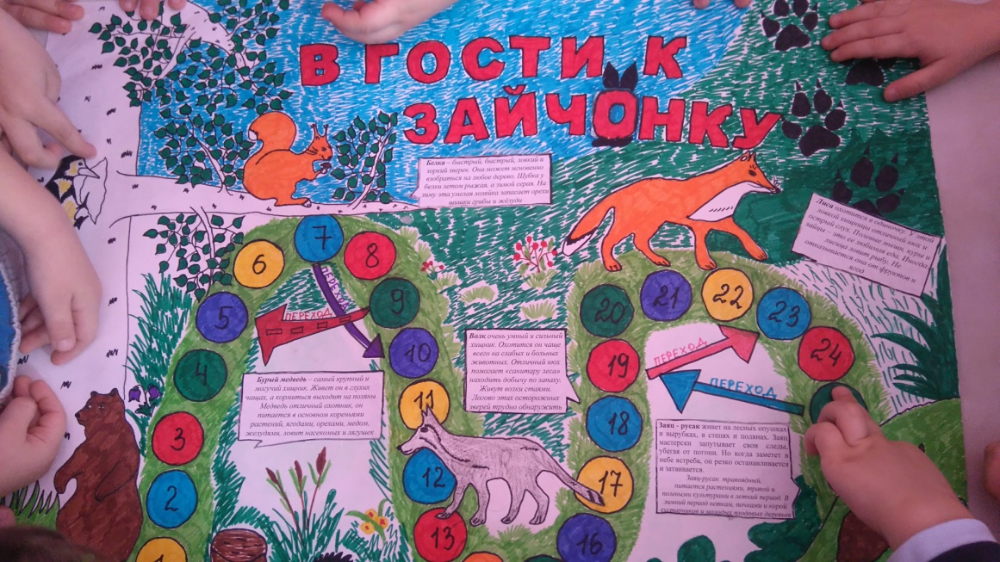 В ГОСТИ К
ЗАЙЧОНКУ
Белка – быстрый, быстрый, ловкий и
зоркий зверек. Она может мгновенно
взобраться на любое дерево. Шубка у
белки летом рыжая, а зимой серая. На
зиму эта умелая хозяйка запасает орехи
шишки грибы и жёлуди
Лиса охотится в одиночку. У этой
ловкой хищницы отличный нюх и
острый слух. Полевые мыши, куры и
зайцы – это ее любимая еда. Иногда
лисица ловит рыбу. Не
отказывается она от фруктов и
ягод
7
6
8
5
ПЕРЕХОД
ПЕРЕХОД
9
10
4
11
3
12
2
13
1
Бурый медведь – самый крупный и
могучий хищник. Живет он в глухих
чащах, а кормиться выходит на поляны.
Медведь отличный охотник, он
питается в основном кореньями
растений, ягодами, орехами, медом,
желудями, ловит насекомых и лягушек
Волк очень умный и сильный
хищник. Охотится он чаще
всего на слабых и больных
животных. Отличный нюх
помогает «санитару леса»
находить добычу по запаху.
Живут волки стаями.
Логово этих осторожных
зверей трудно обнаружить
20
21
22
23
19
24
ПЕРЕХОД
ПЕРЕХОД
18
17
16
Заяц - русак живет на лесных опушках
и вырубках, в степях и полянах. Заяц
мастерски запутывает свои следы,
убегая от погони. Но когда заметет в
небе ястреба, он резко останавливается
и затаивается.
Заяц-русак травоядный,
питается растениями, травой и
полевыми культурами в летний период. В
зимний период ветками, почками и корой
кустарников и молодых плодовых деревьев